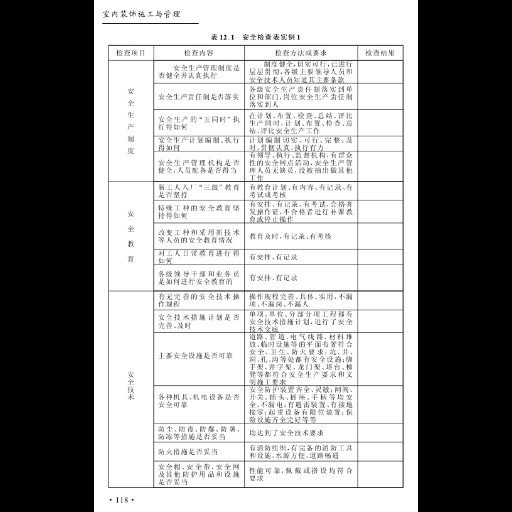 室内装饰施工与管理
表12.1 安全检查表实例1
检查项目 检查内容 检查方法或要求 检查结果
安全生产制度
安全生产管理制度是
否健全并认真执行
制度健全,切实可行,已进行
层层贯彻,各级主要领导人员和
安全技术人员知道其主要条款
安全生产责任制是否落实
各级安全生产责任制落实到单
位和部门,岗位安全生产责任制
落实到人
安全生产的“五同时”执
行得如何
在计划、布置、检查、总结、评比
生产同时,计划、布置、检查、总
结、评比安全生产工作
安全生产计划编制、执行
得如何
计划编制切实、可行、完整、及
时,贯彻认真,执行有力
安全生产管理机构是否
健全,人员配备是否得当
有领导、执行、监督机构,有群众
性的安全网点活动,安全生产管
理人员无缺员,没被抽出做其他
工作
安全教育
新工人入厂“三级”教育
是否坚持
有教育计划、有内容、有记录、有
考试或考核
特殊工种的安全教育坚
持得如何
有安排、有记录、有考试,合格者
发操作证,不合格者进行补课教
育或停止操作
改变工种和采用新技术
等人员的安全教育情况
教育及时,有记录、有考核
对工人日常教育进行得
如何
有安排、有记录
各级领导干部和业务员
是如何进行安全教育的
有安排、有记录
安全技术
有无完善的安全技术操
作规程
操作规程完善、具体、实用,不漏
项、不漏岗、不漏人
安全技术措施计划是否
完善、及时
单项、单位、分部分项工程都有
安全技术措施计划,进行了安全
技术交底
主要安全设施是否可靠
道路、管道、电气线路、材料堆
放、临时设施等的平面布置符合
安全、卫生、防火要求;坑、井、
洞、孔、沟等处都有安全设施;脚
手架、井字架、龙门架、塔台、梯
凳等都符合安全生产要求和文
明施工要求
各种机具、机电设备是否
安全可靠
安全防护装置齐全、灵敏;闸阀、
开关、插头、插座、手柄等均安
全,不漏电;有避雷装置、有接地
接零;起重设备有限位装置;保
险设施齐全完好等等
防尘、防毒、防爆、防暑、
防冻等措施是否妥当
均达到了安全技术要求
防火措施是否妥当
有消防组织,有完备的消防工具
和设施,水源方便,道路畅通
安全帽、安全带、安全网
及其他防护用品和设施
是否妥当
性能可靠,佩戴或搭设均符合
要求
·118·